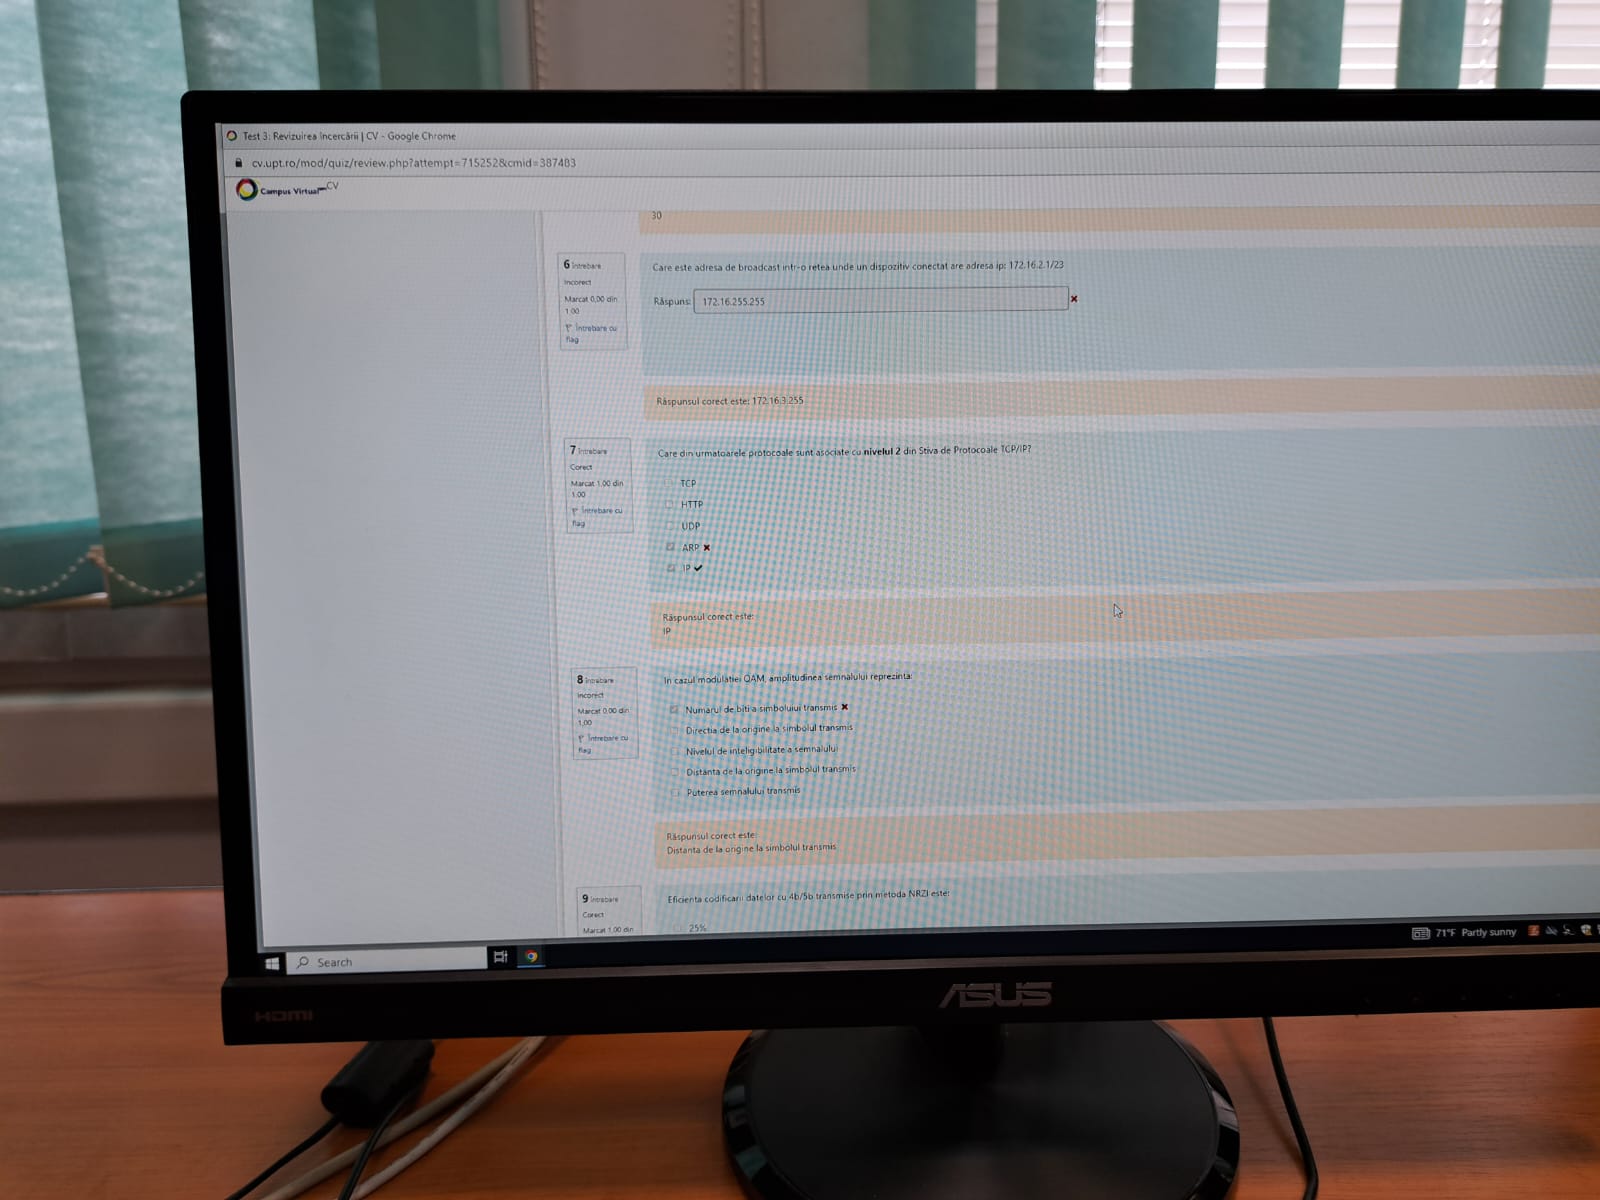 Test 3: Revizuirea încercării | CV - Google Chrome
cv.upt.ro/mod/quiz/review.php?attempt=715252&cmid=387483
Campus Virtual CV
30
6 Întrebare
Incorect
Marcat 0,00 din
1,00
Întrebare cu
flag
Care este adresa de broadcast intr-o retea unde un dispozitiv conectat are adresa ip: 172.16.2.1/23
Răspuns: 172.16.255.255
Răspunsul corect este: 172.16.3.255
7 Întrebare
Corect
Marcat 1,00 din
1,00
Întrebare cu
flag
Care din urmatoarele protocoale sunt asociate cu nivelul 2 din Stiva de Protocoale TCP/IP?
TCP
HTTP
UDP
ARP
IP
Răspunsul corect este:
IP
8 Întrebare
Incorect
Marcat 0,00 din
1,00
Întrebare cu
flag
In cazul modulatiei QAM, amplitudinea semnalului reprezinta:
Numarul de biti a simbolului transmis
Directia de la origine la simbolul transmis
Nivelul de inteligibilitate a semnalului
Distanta de la origine la simbolul transmis
Puterea semnalului transmis
Răspunsul corect este:
Distanta de la origine la simbolul transmis
9 Întrebare
Corect
Marcat 1,00 din
Eficienta codificarii datelor cu 4b/5b transmise prin metoda NRZI este:
25%
Search
71°F Partly sunny
HDMI
ASUS